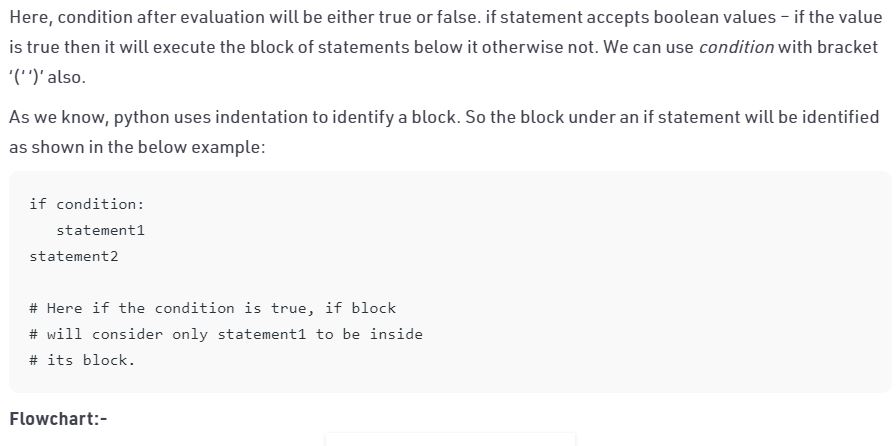 Here, condition after evaluation will be either true or false. if statement accepts boolean values – if the value
is true then it will execute the block of statements below it otherwise not. We can use condition with bracket
'('')' also.
As we know, python uses indentation to identify a block. So the block under an if statement will be identified
as shown in the below example:
if condition:
   statement1
statement2
# Here if the condition is true, if block
# will consider only statement1 to be inside
# its block.
Flowchart:-